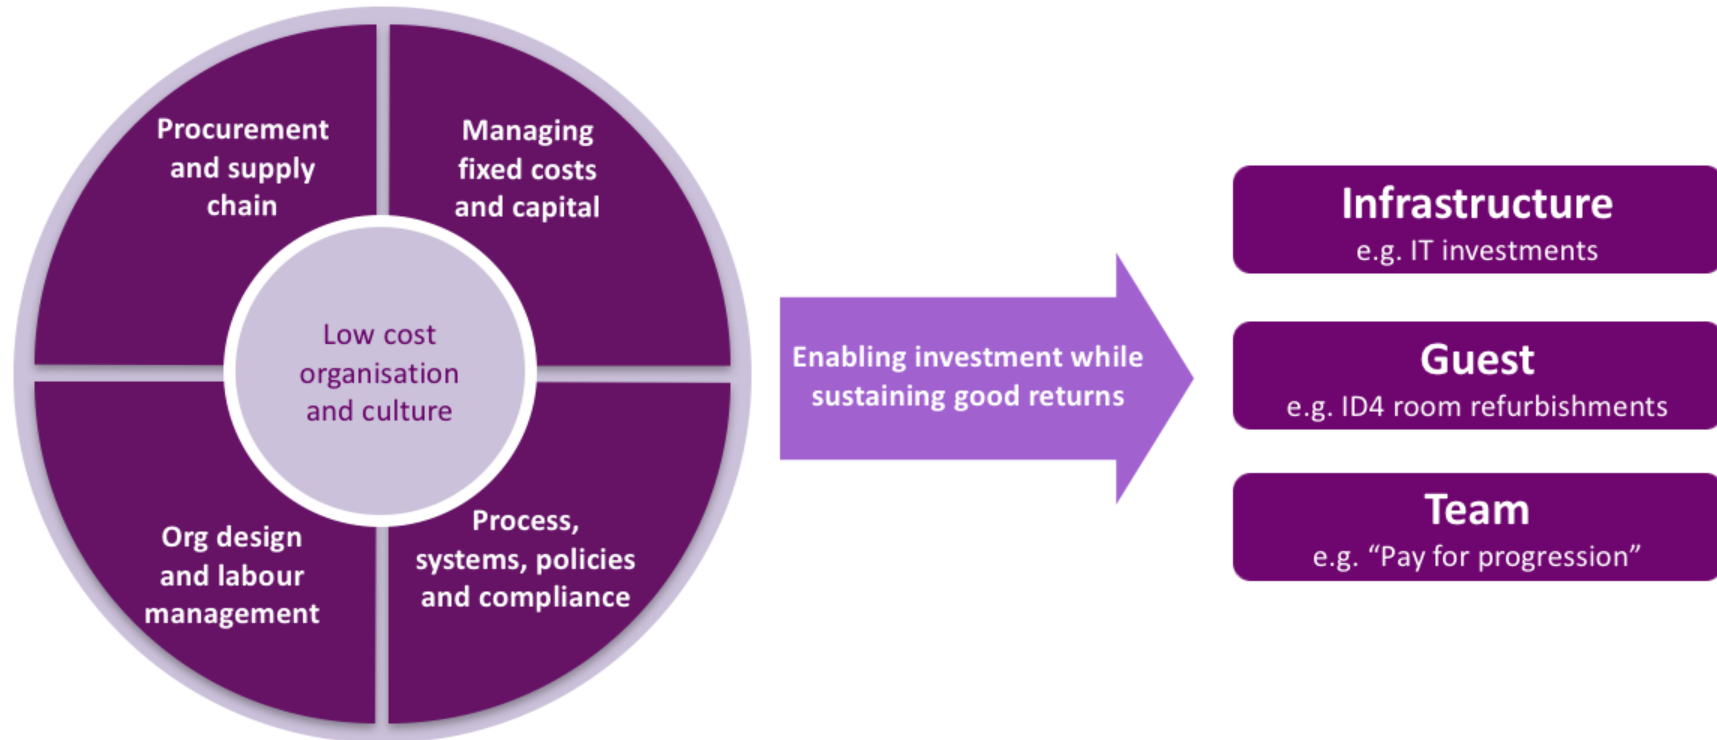 Procurement
and supply
chain
Managing
fixed costs
and capital
Low cost
organisation
and culture
Org design
and labour
management
Process,
systems, policies
and compliance
Enabling investment while
sustaining good returns
Infrastructure
e.g. IT investments
Guest
e.g. ID4 room refurbishments
Team
e.g. “Pay for progression”